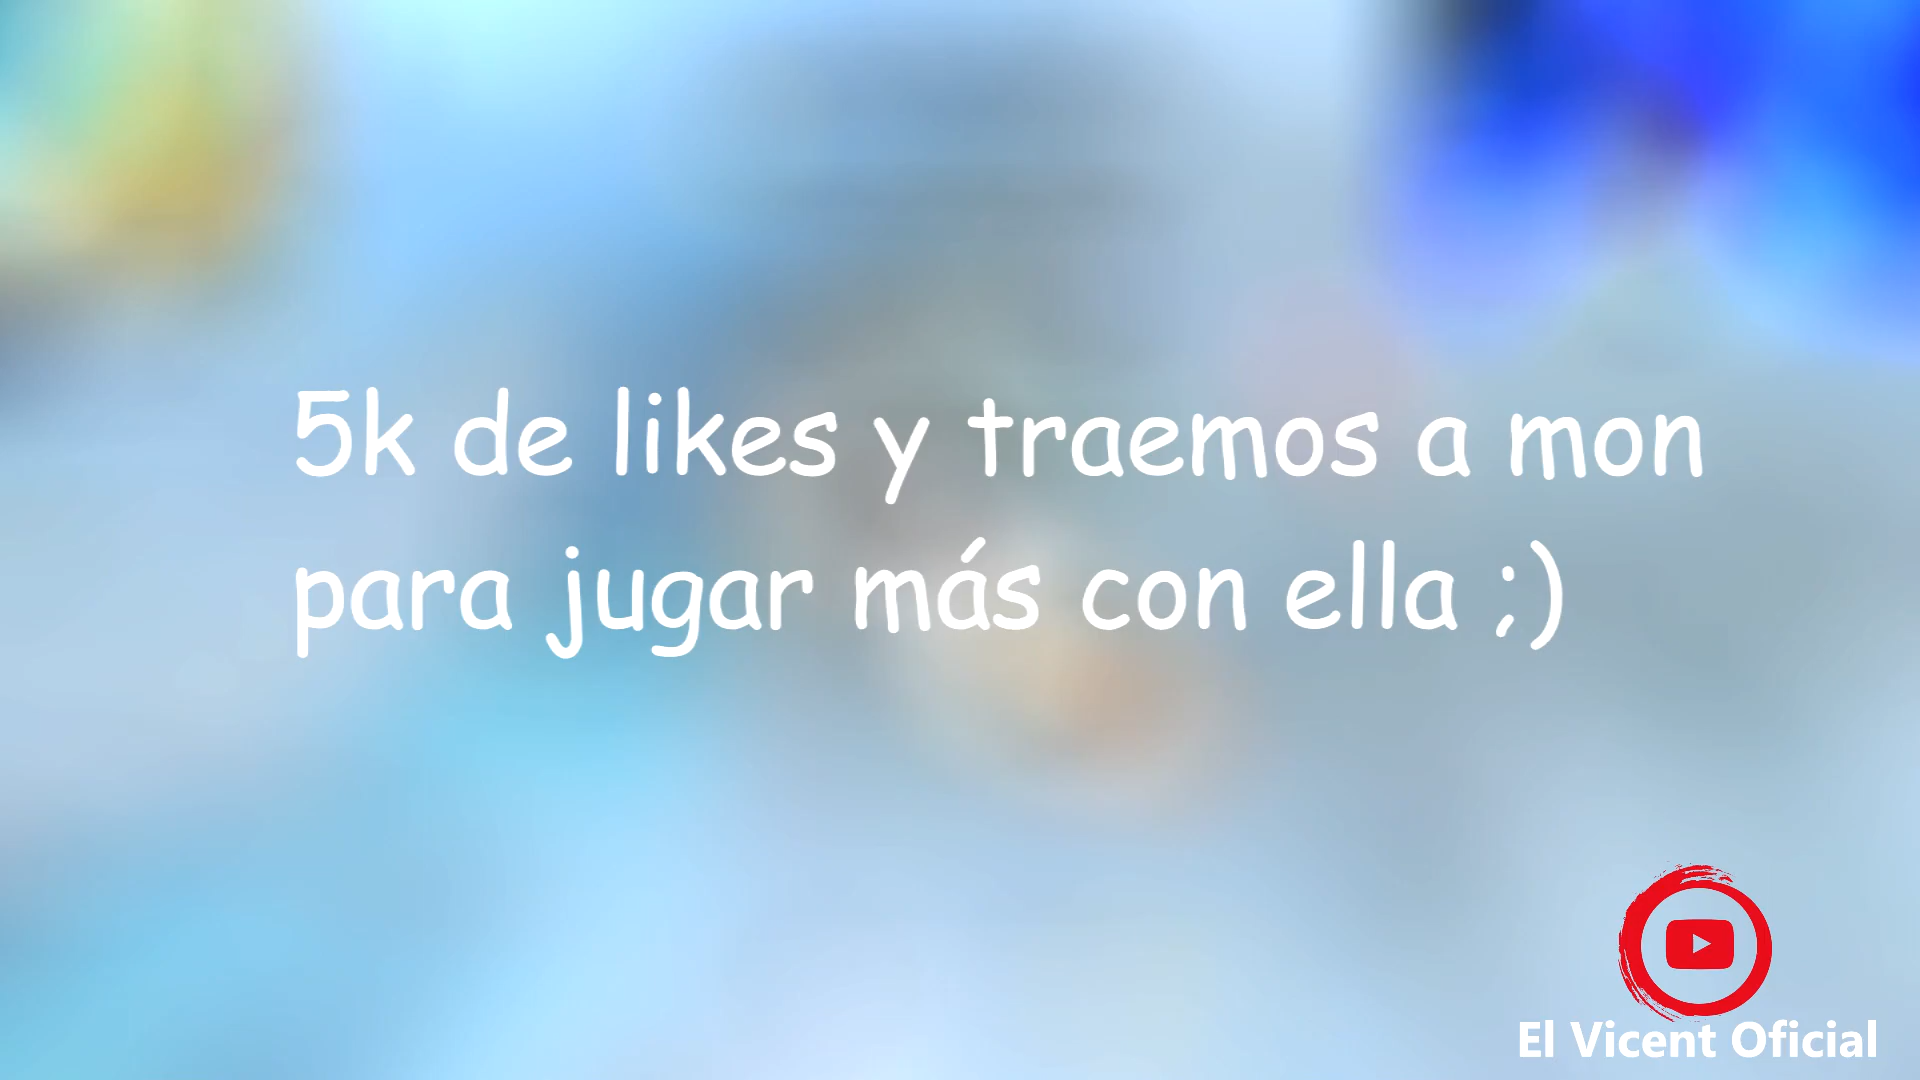 5k de likes y traemos a mon
para jugar más con ella ;)
El Vicent Oficial